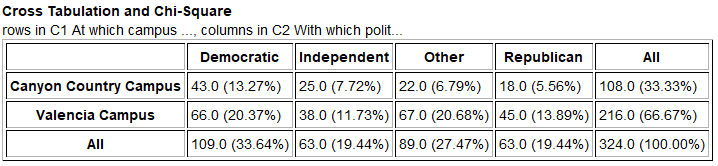 Cross Tabulation and Chi-Square
rows in C1 At which campus ..., columns in C2 With which polit...
Democratic Independent Other Republican All
Canyon Country Campus 43.0 (13.27%) 25.0 (7.72%) 22.0 (6.79%) 18.0 (5.56%) 108.0 (33.33%)
Valencia Campus 66.0 (20.37%) 38.0 (11.73%) 67.0 (20.68%) 45.0 (13.89%) 216.0 (66.67%)
All 109.0 (33.64%) 63.0 (19.44%) 89.0 (27.47%) 63.0 (19.44%) 324.0 (100.00%)